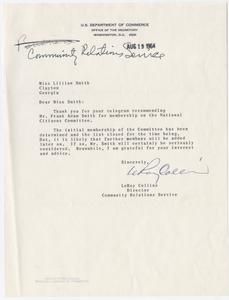 U.S. DEPARTMENT OF COMMERCE
OFFICE OF THE SECRETARY
WASHINGTON, D.C.
AUG 19 1964
Community Relations Service
Miss Lillian Smith
Clayton
Georgia
Dear Miss Smith:
Thank you for your telegram recommending
Mr. Frank Adam Smith for membership on the National
Citizens Committee.
The initial membership of the Committee has been
determined and the list closed for the time being.
But, it is likely that further members will be added
later on. If so, Mr. Smith will certainly be seriously
considered. Meanwhile, I am grateful for your interest
and advice.
Sincerely,
LeRoy Collins
LeRoy Collins
Director
Community Relations Service